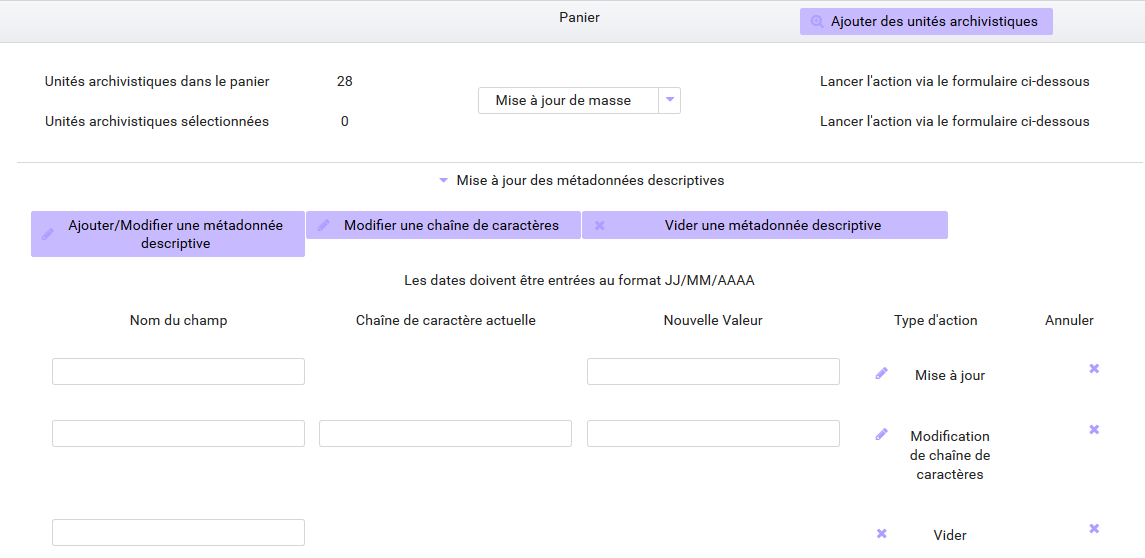 Panier
Ajouter des unités archivistiques
Unités archivistiques dans le panier 28
Mise à jour de masse
Lancer l'action via le formulaire ci-dessous
Unités archivistiques sélectionnées 0
Lancer l'action via le formulaire ci-dessous
Mise à jour des métadonnées descriptives
Ajouter/Modifier une métadonnée
descriptive
Modifier une chaîne de caractères
Vider une métadonnée descriptive
Les dates doivent être entrées au format JJ/MM/AAAA
Nom du champ Chaîne de caractère actuelle Nouvelle Valeur Type d'action Annuler
Mise à jour
Modification
de chaîne de
caractères
Vider